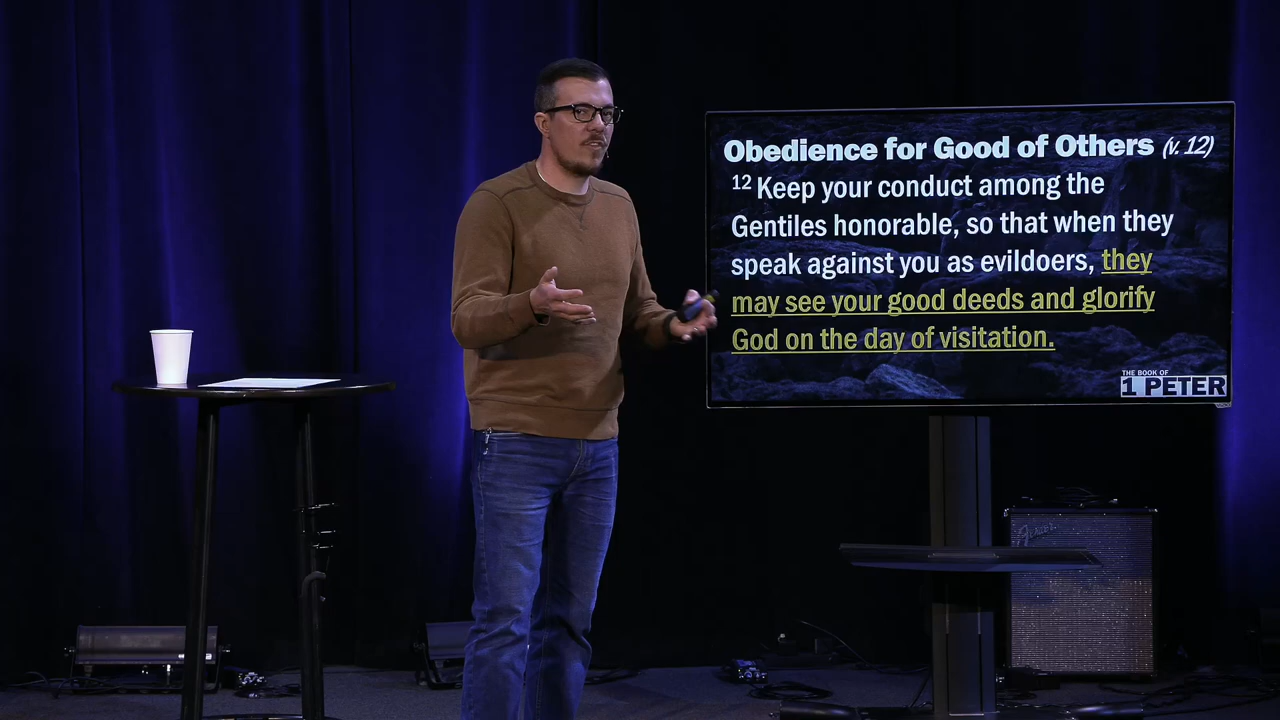 Obedience for Good of Others (v. 12)
12 Keep your conduct among the
Gentiles honorable, so that when they
speak against you as evildoers, they
may see your good deeds and glorify
God on the day of visitation.
THE BOOK OF
1 PETER
Fender